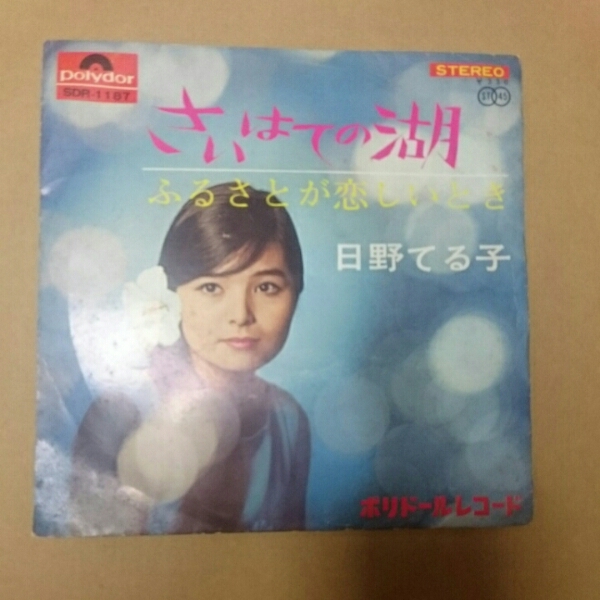 polydor
SDR-1187
STEREO
さいはての湖
ふるさとが恋しいとき
日野てる子
ポリドールレコード